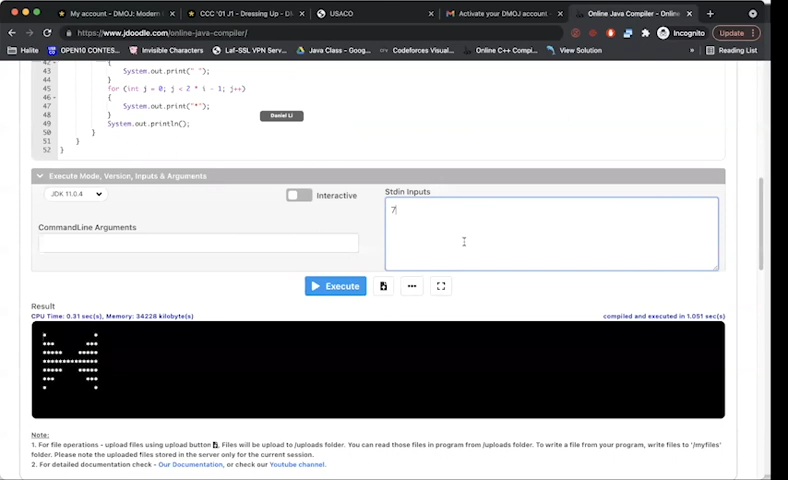 My account - DMOJ: Modern
CCC '01 J1 - Dressing Up - DM
USACO
Activate your DMOJ account
Online Java Compiler - Online
https://www.jdoodle.com/online-java-compiler/
Incognito
Update
Halite
OPEN10 CONTES...
Invisible Characters
Laf-SSL VPN Serv...
Java Class - Goog...
Codeforces Visual...
Online C++ Compi...
View Solution
Reading List
42 {
43 System.out.print(" ");
44 }
45 for (int j = 0; j < 2 * i - 1; j++)
46 {
47 System.out.print("*");
48 }
49 System.out.println();
50 }
51 }
52 }
Daniel Li
Execute Mode, Version, Inputs & Arguments
JDK 11.0.4
Interactive
Stdin Inputs
7
CommandLine Arguments
Execute
Result
CPU Time: 0.31 sec(s), Memory: 34228 kilobyte(s)
compiled and executed in 1.051 sec(s)
*            *
***        ***
*****    *****
**************
*****    *****
***        ***
*            *
Note:
1. For file operations - upload files using upload button , Files will be upload to /uploads folder. You can read those files in program from /uploads folder. To write a file from your program, write files to '/myfiles'
folder. Please note the uploaded files stored in the server only for the current session.
2. For detailed documentation check - Our Documentation, or check our Youtube channel.